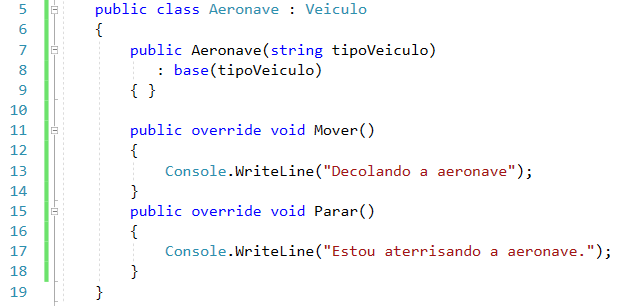 5 public class Aeronave : Veiculo
6 {
7 public Aeronave(string tipoVeiculo)
8 : base(tipoVeiculo)
9 { }
10
11 public override void Mover()
12 {
13 Console.WriteLine("Decolando a aeronave");
14 }
15 public override void Parar()
16 {
17 Console.WriteLine("Estou aterrisando a aeronave.");
18 }
19 }